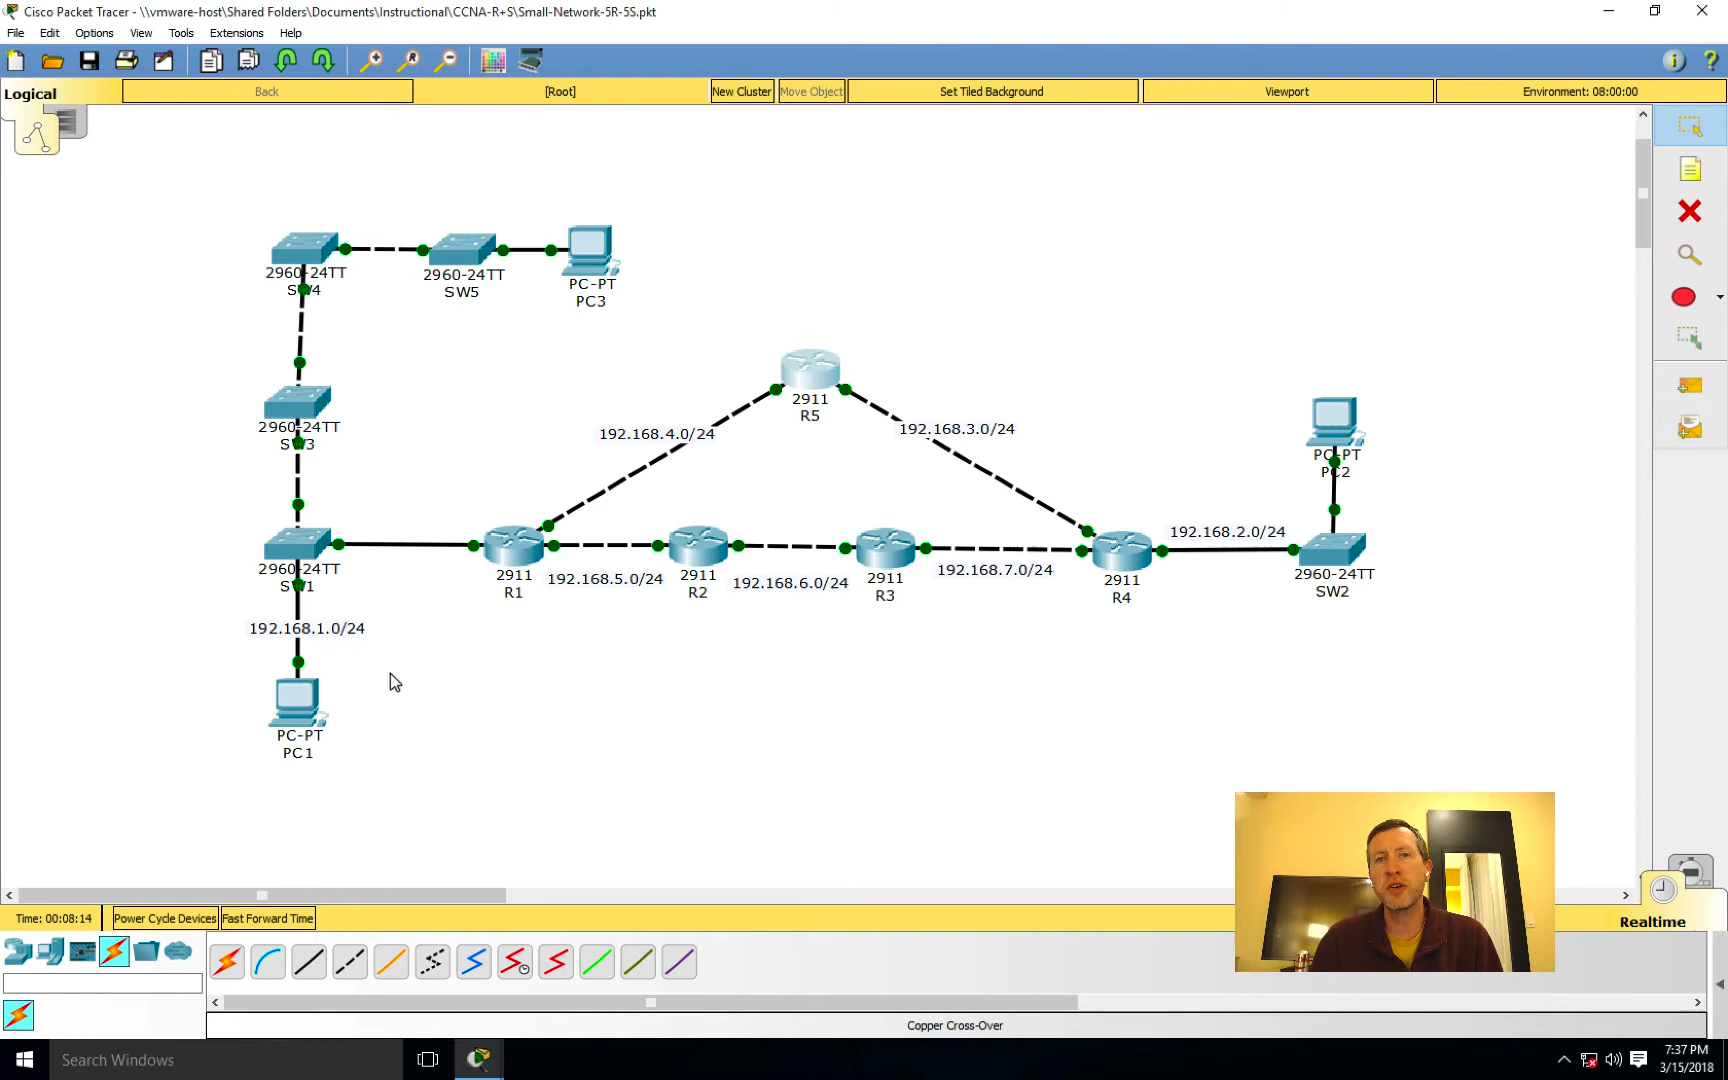 Cisco Packet Tracer - \\vmware-host\Shared Folders\Documents\Instructional\CCNA-R+S\Small-Network-5R-5S.pkt
File Edit Options View Tools Extensions Help
Logical Back [Root] New Cluster Move Object Set Tiled Background Viewport Environment: 08:00:00
2960-24TT
SW4
2960-24TT
SW5
PC-PT
PC3
2911
R5
192.168.4.0/24
192.168.3.0/24
2960-24TT
SW3
PC-PT
PC2
192.168.2.0/24
2960-24TT
SW1
2911
R1
192.168.5.0/24
2911
R2
192.168.6.0/24
2911
R3
192.168.7.0/24
2911
R4
2960-24TT
SW2
192.168.1.0/24
PC-PT
PC1
Time: 00:08:14 Power Cycle Devices Fast Forward Time Realtime
Copper Cross-Over
Search Windows
7:37 PM
3/15/2018